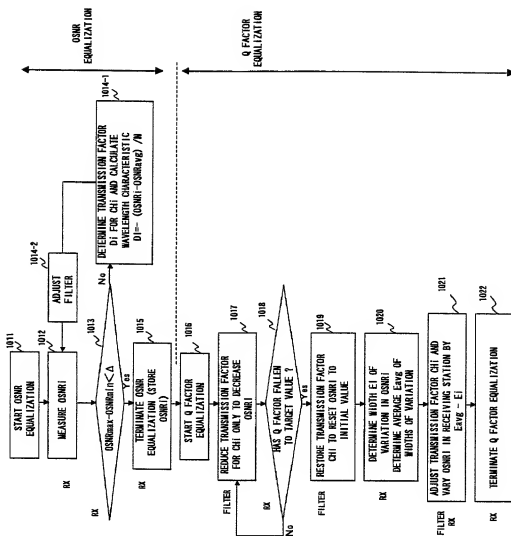 1011
START OSNR
EQUALIZATION
1012
MEASURE OSNRi
RX
1014-2
ADJUST
FILTER
1013
OSNRmax-OSNRmin<Δ
RX
No
Yes
1014-1
DETERMINE TRANSMISSION FACTOR
Di FOR CHi AND CALCULATE
WAVELENGTH CHARACTERISTIC
Di=- (OSNRi-OSNRavg) /N
1015
TERMINATE OSNR
EQUALIZATION (STORE
OSNRi)
RX
OSNR
EQUALIZATION
Q FACTOR
EQUALIZATION
1016
START Q FACTOR
EQUALIZATION
1017
REDUCE TRANSMISSION FACTOR
FOR CHi ONLY TO DECREASE
OSNRi
FILTER
1018
HAS Q FACTOR FALLEN
TO TARGET VALUE ?
RX
No
Yes
1019
RESTORE TRANSMISSION FACTOR
CHi TO RESET OSNRi TO
INITIAL VALUE
FILTER
1020
DETERMINE WIDTH Ei OF
VARIATION IN OSNRi
DETERMINE AVERAGE Eavg OF
WIDTHS OF VARIATION
RX
1021
ADJUST TRANSMISSION FACTOR CHi AND
VARY OSNRi IN RECEIVING STATION BY
Eavg - Ei
FILTER
RX
1022
TERMINATE Q FACTOR EQUALIZATION
RX